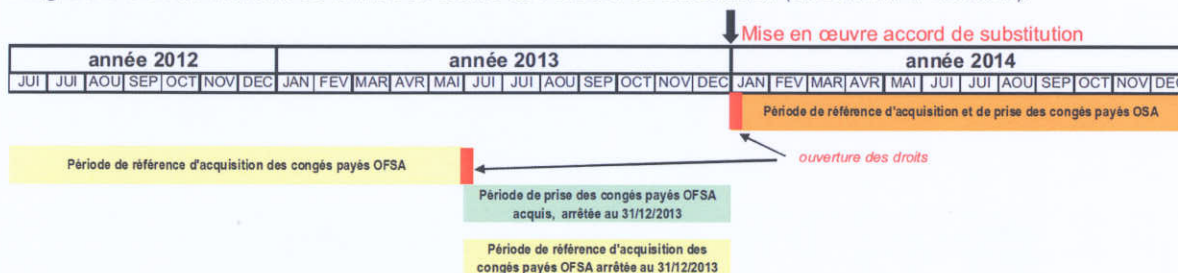 Mise en œuvre accord de substitution
année 2012 année 2013 année 2014
JUI JUI AOU SEP OCT NOV DEC JAN FEV MAR AVR MAI JUI JUI AOU SEP OCT NOV DEC JAN FEV MAR AVR MAI JUI JUI AOU SEP OCT NOV DEC
Période de référence d'acquisition et de prise des congés payés OSA
Période de référence d'acquisition des congés payés OFSA
ouverture des droits
Période de prise des congés payés OFSA
acquis, arrêtée au 31/12/2013
Période de référence d'acquisition des
congés payés OFSA arrêtée au 31/12/2013